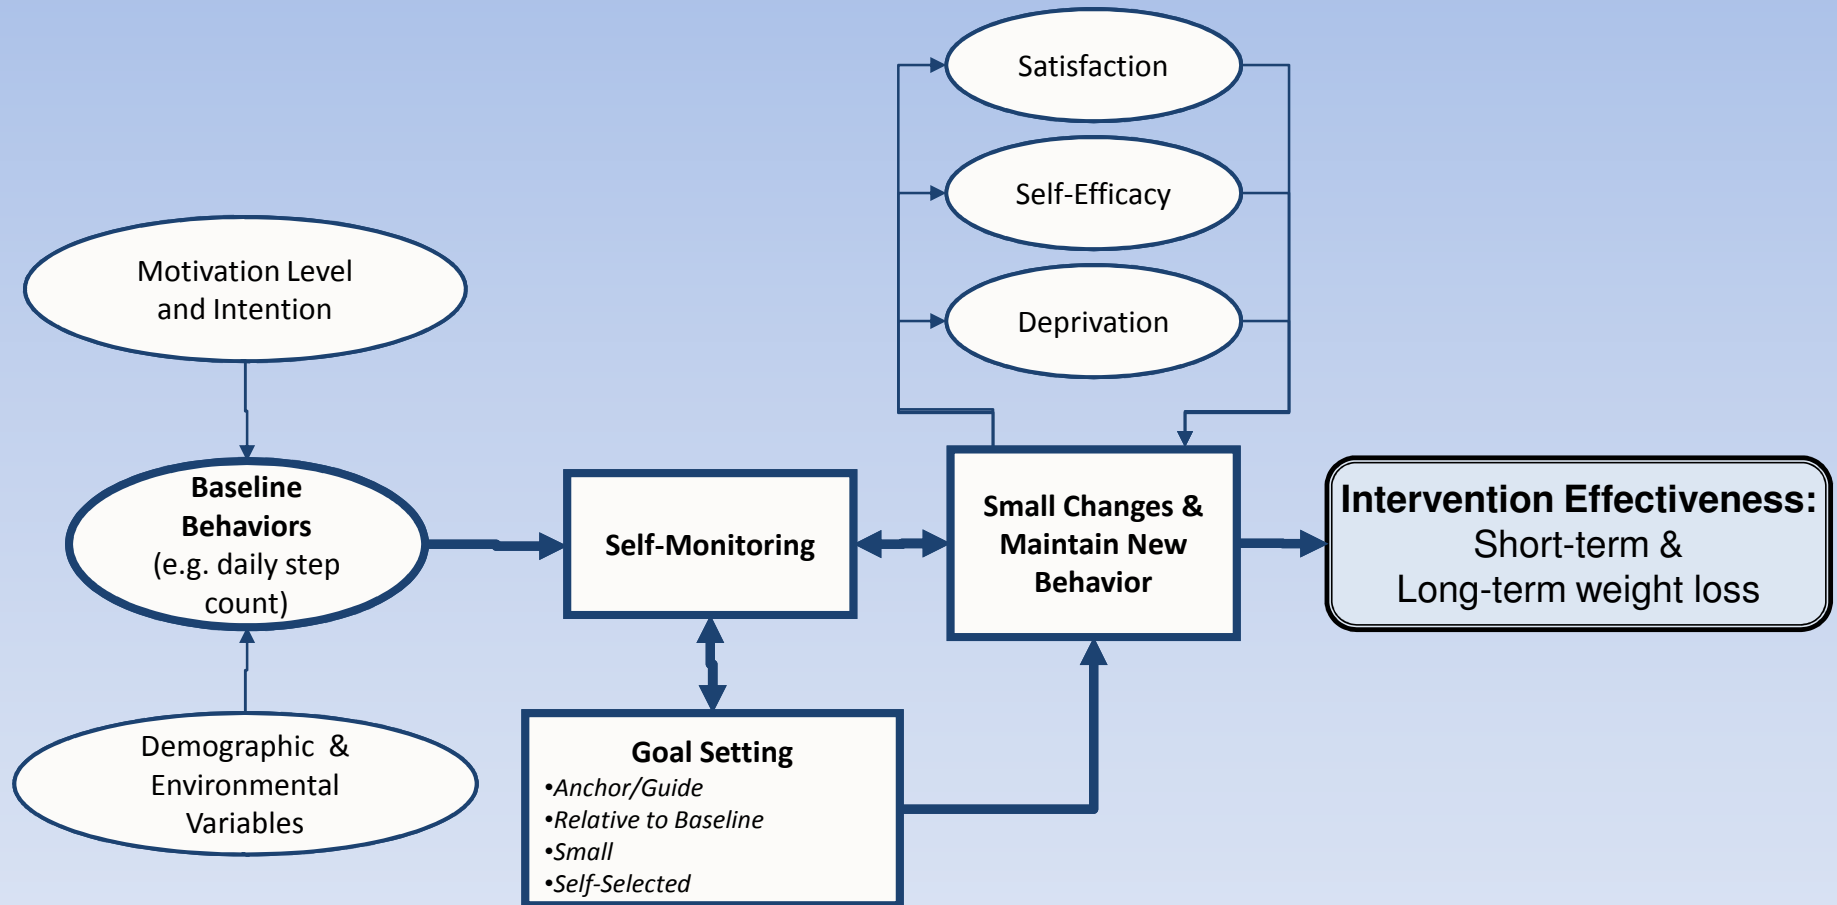 Satisfaction
Self-Efficacy
Deprivation
Motivation Level
and Intention
Baseline
Behaviors
(e.g. daily step
count)
Demographic & 
Environmental
Variables
Self-Monitoring
Goal Setting
•Anchor/Guide
•Relative to Baseline
•Small
•Self-Selected
Small Changes &
Maintain New
Behavior
Intervention Effectiveness:
Short-term &
Long-term weight loss